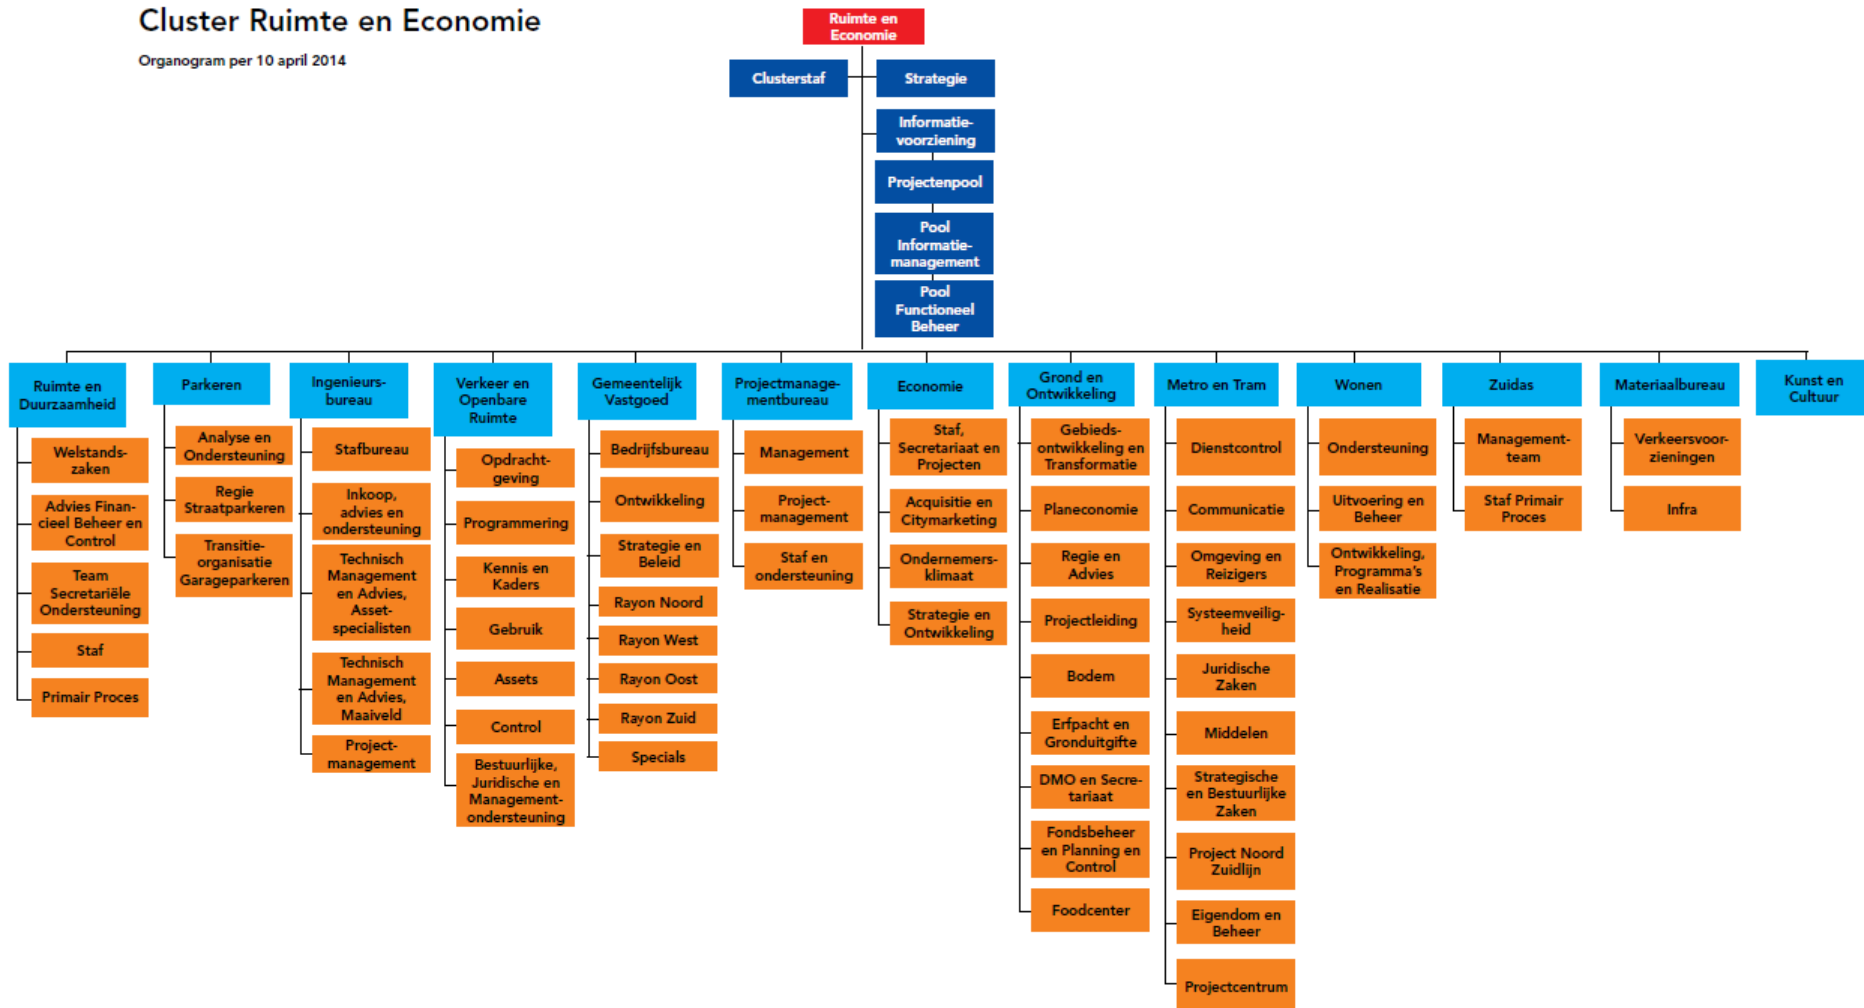 Cluster Ruimte en Economie
Organogram per 10 april 2014
Ruimte en
Economie
Clusterstaf
Strategie
Informatie-
voorziening
Projectenpool
Pool
Informatie-
management
Pool
Functioneel
Beheer
Ruimte en
Duurzaamheid
Welstands-
zaken
Advies Finan-
cieel Beheer en
Control
Team
Secretariële
Ondersteuning
Staf
Primair Proces
Parkeren
Analyse en
Ondersteuning
Regie
Straatparkeren
Transitie-
organisatie
Garageparkeren
Ingenieurs-
bureau
Stafbureau
Inkoop,
advies en
ondersteuning
Technisch
Management
en Advies,
Asset-
specialisten
Technisch
Management
en Advies,
Maaiveld
Project-
management
Verkeer en
Openbare
Ruimte
Opdracht-
geving
Programmering
Kennis en
Kaders
Gebruik
Assets
Control
Bestuurlijke,
Juridische en
Management-
ondersteuning
Gemeentelijk
Vastgoed
Bedrijfsbureau
Ontwikkeling
Strategie en
Beleid
Rayon Noord
Rayon West
Rayon Oost
Rayon Zuid
Specials
Projectmanage-
mentbureau
Management
Project-
management
Staf en
ondersteuning
Economie
Staf,
Secretariaat en
Projecten
Acquisitie en
Citymarketing
Ondernemers-
klimaat
Strategie en
Ontwikkeling
Grond en
Ontwikkeling
Gebieds-
ontwikkeling en
Transformatie
Planeconomie
Regie en
Advies
Projectleiding
Bodem
Erfpacht en
Gronduitgifte
DMO en Secre-
tariaat
Fondsbeheer
en Planning en
Control
Foodcenter
Metro en Tram
Dienstcontrol
Communicatie
Omgeving en
Reizigers
Systeemveilig-
heid
Juridische
Zaken
Middelen
Strategische
en Bestuurlijke
Zaken
Project Noord
Zuidlijn
Eigendom en
Beheer
Projectcentrum
Wonen
Ondersteuning
Uitvoering en
Beheer
Ontwikkeling,
Programma's
en Realisatie
Zuidas
Management-
team
Staf Primair
Proces
Materiaalbureau
Verkeersvoor-
zieningen
Infra
Kunst en
Cultuur